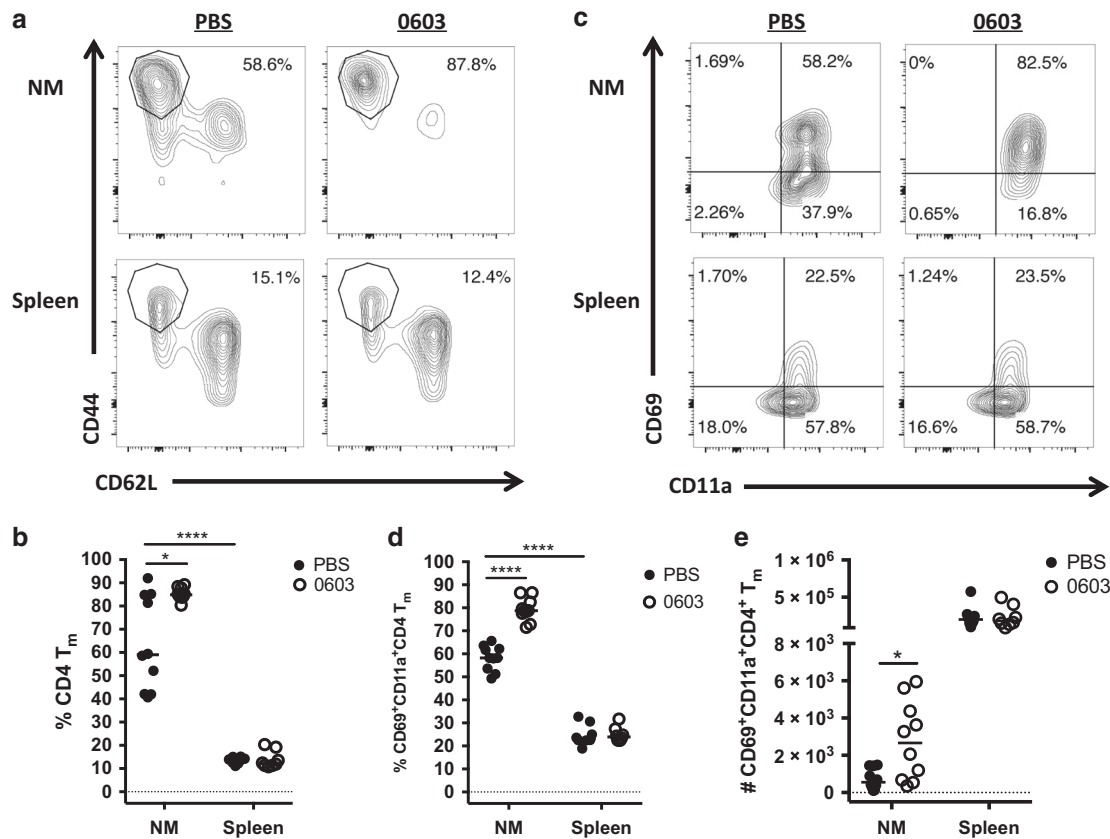 a
PBS
0603
NM
58.6%
87.8%
Spleen
15.1%
12.4%
CD44
CD62L
c
PBS
0603
NM
1.69%
58.2%
0%
82.5%
2.26%
37.9%
0.65%
16.8%
Spleen
1.70%
22.5%
1.24%
23.5%
18.0%
57.8%
16.6%
58.7%
CD69
CD11a
b
% CD4 Tm
100
90
80
70
60
50
40
30
20
10
0
****
*
PBS
0603
NM
Spleen
d
% CD69+CD11a+CD4 Tm
100
90
80
70
60
50
40
30
20
10
0
****
****
PBS
0603
NM
Spleen
e
# CD69+CD11a+CD4+ Tm
1 × 10^6
5 × 10^5
8 × 10^3
6 × 10^3
4 × 10^3
2 × 10^3
0
*
PBS
0603
NM
Spleen